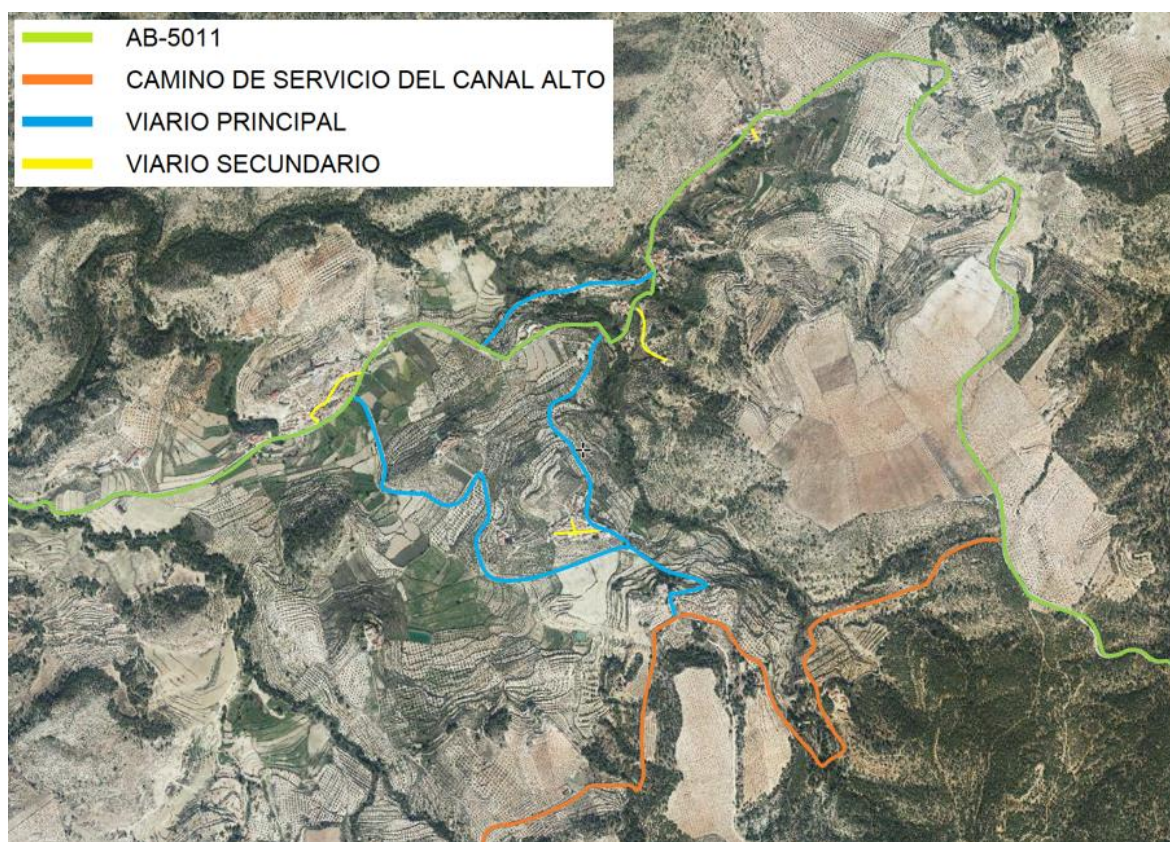 AB-5011
CAMINO DE SERVICIO DEL CANAL ALTO
VIARIO PRINCIPAL
VIARIO SECUNDARIO